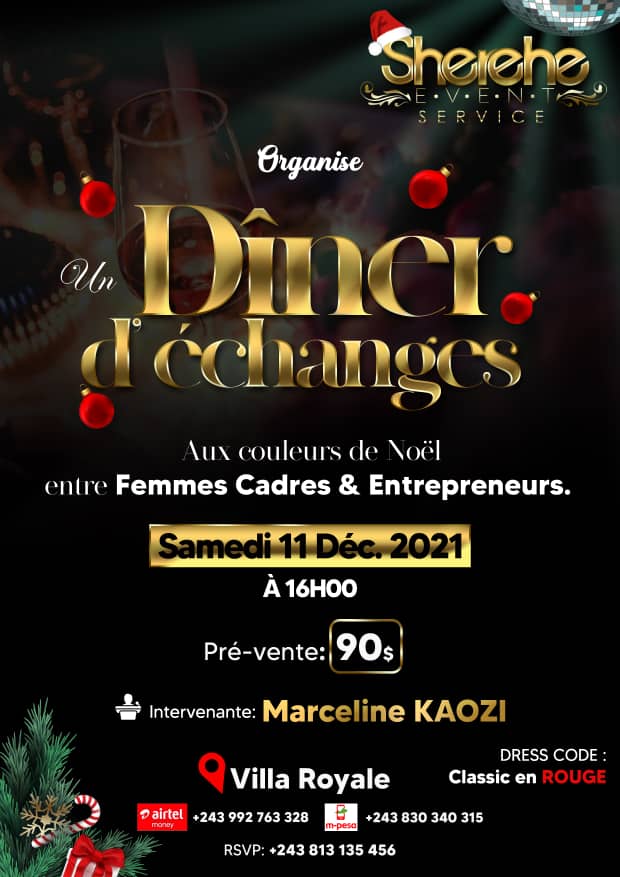 Sherehe
E·V·E·N·T
SERVICE
Organise
Un Dîner
d'échanges
Aux couleurs de Noël
entre Femmes Cadres & Entrepreneurs.
Samedi 11 Déc. 2021
À 16H00
Pré-vente: 90$
Intervenante: Marceline KAOZI
DRESS CODE :
Classic en ROUGE
Villa Royale
airtel money +243 992 763 328 m-pesa +243 830 340 315
RSVP: +243 813 135 456